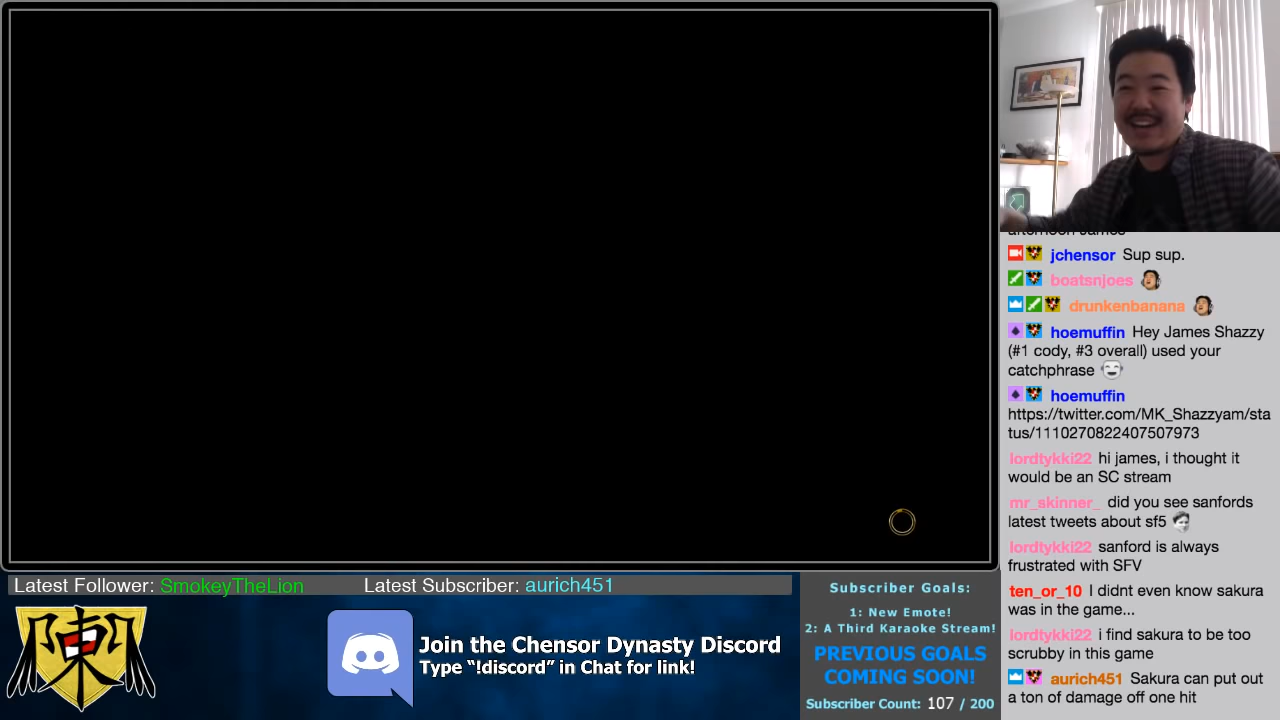 afternoon James
jchensor Sup sup.
boatsnjoes
drunkenbanana
hoemuffin Hey James Shazzy
(#1 cody, #3 overall) used your
catchphrase
hoemuffin
https://twitter.com/MK_Shazzyam/sta
tus/1110270822407507973
lordtykki22 hi james, i thought it
would be an SC stream
mr_skinner_ did you see sanfords
latest tweets about sf5
lordtykki22 sanford is always
frustrated with SFV
ten_or_10 I didnt even know sakura
was in the game...
lordtykki22 i find sakura to be too
scrubby in this game
aurich451 Sakura can put out
a ton of damage off one hit
Latest Follower: SmokeyTheLion
Latest Subscriber: aurich451
陳
Join the Chensor Dynasty Discord
Type "!discord" in Chat for link!
Subscriber Goals:
1: New Emote!
2: A Third Karaoke Stream!
PREVIOUS GOALS
COMING SOON!
Subscriber Count: 107 / 200